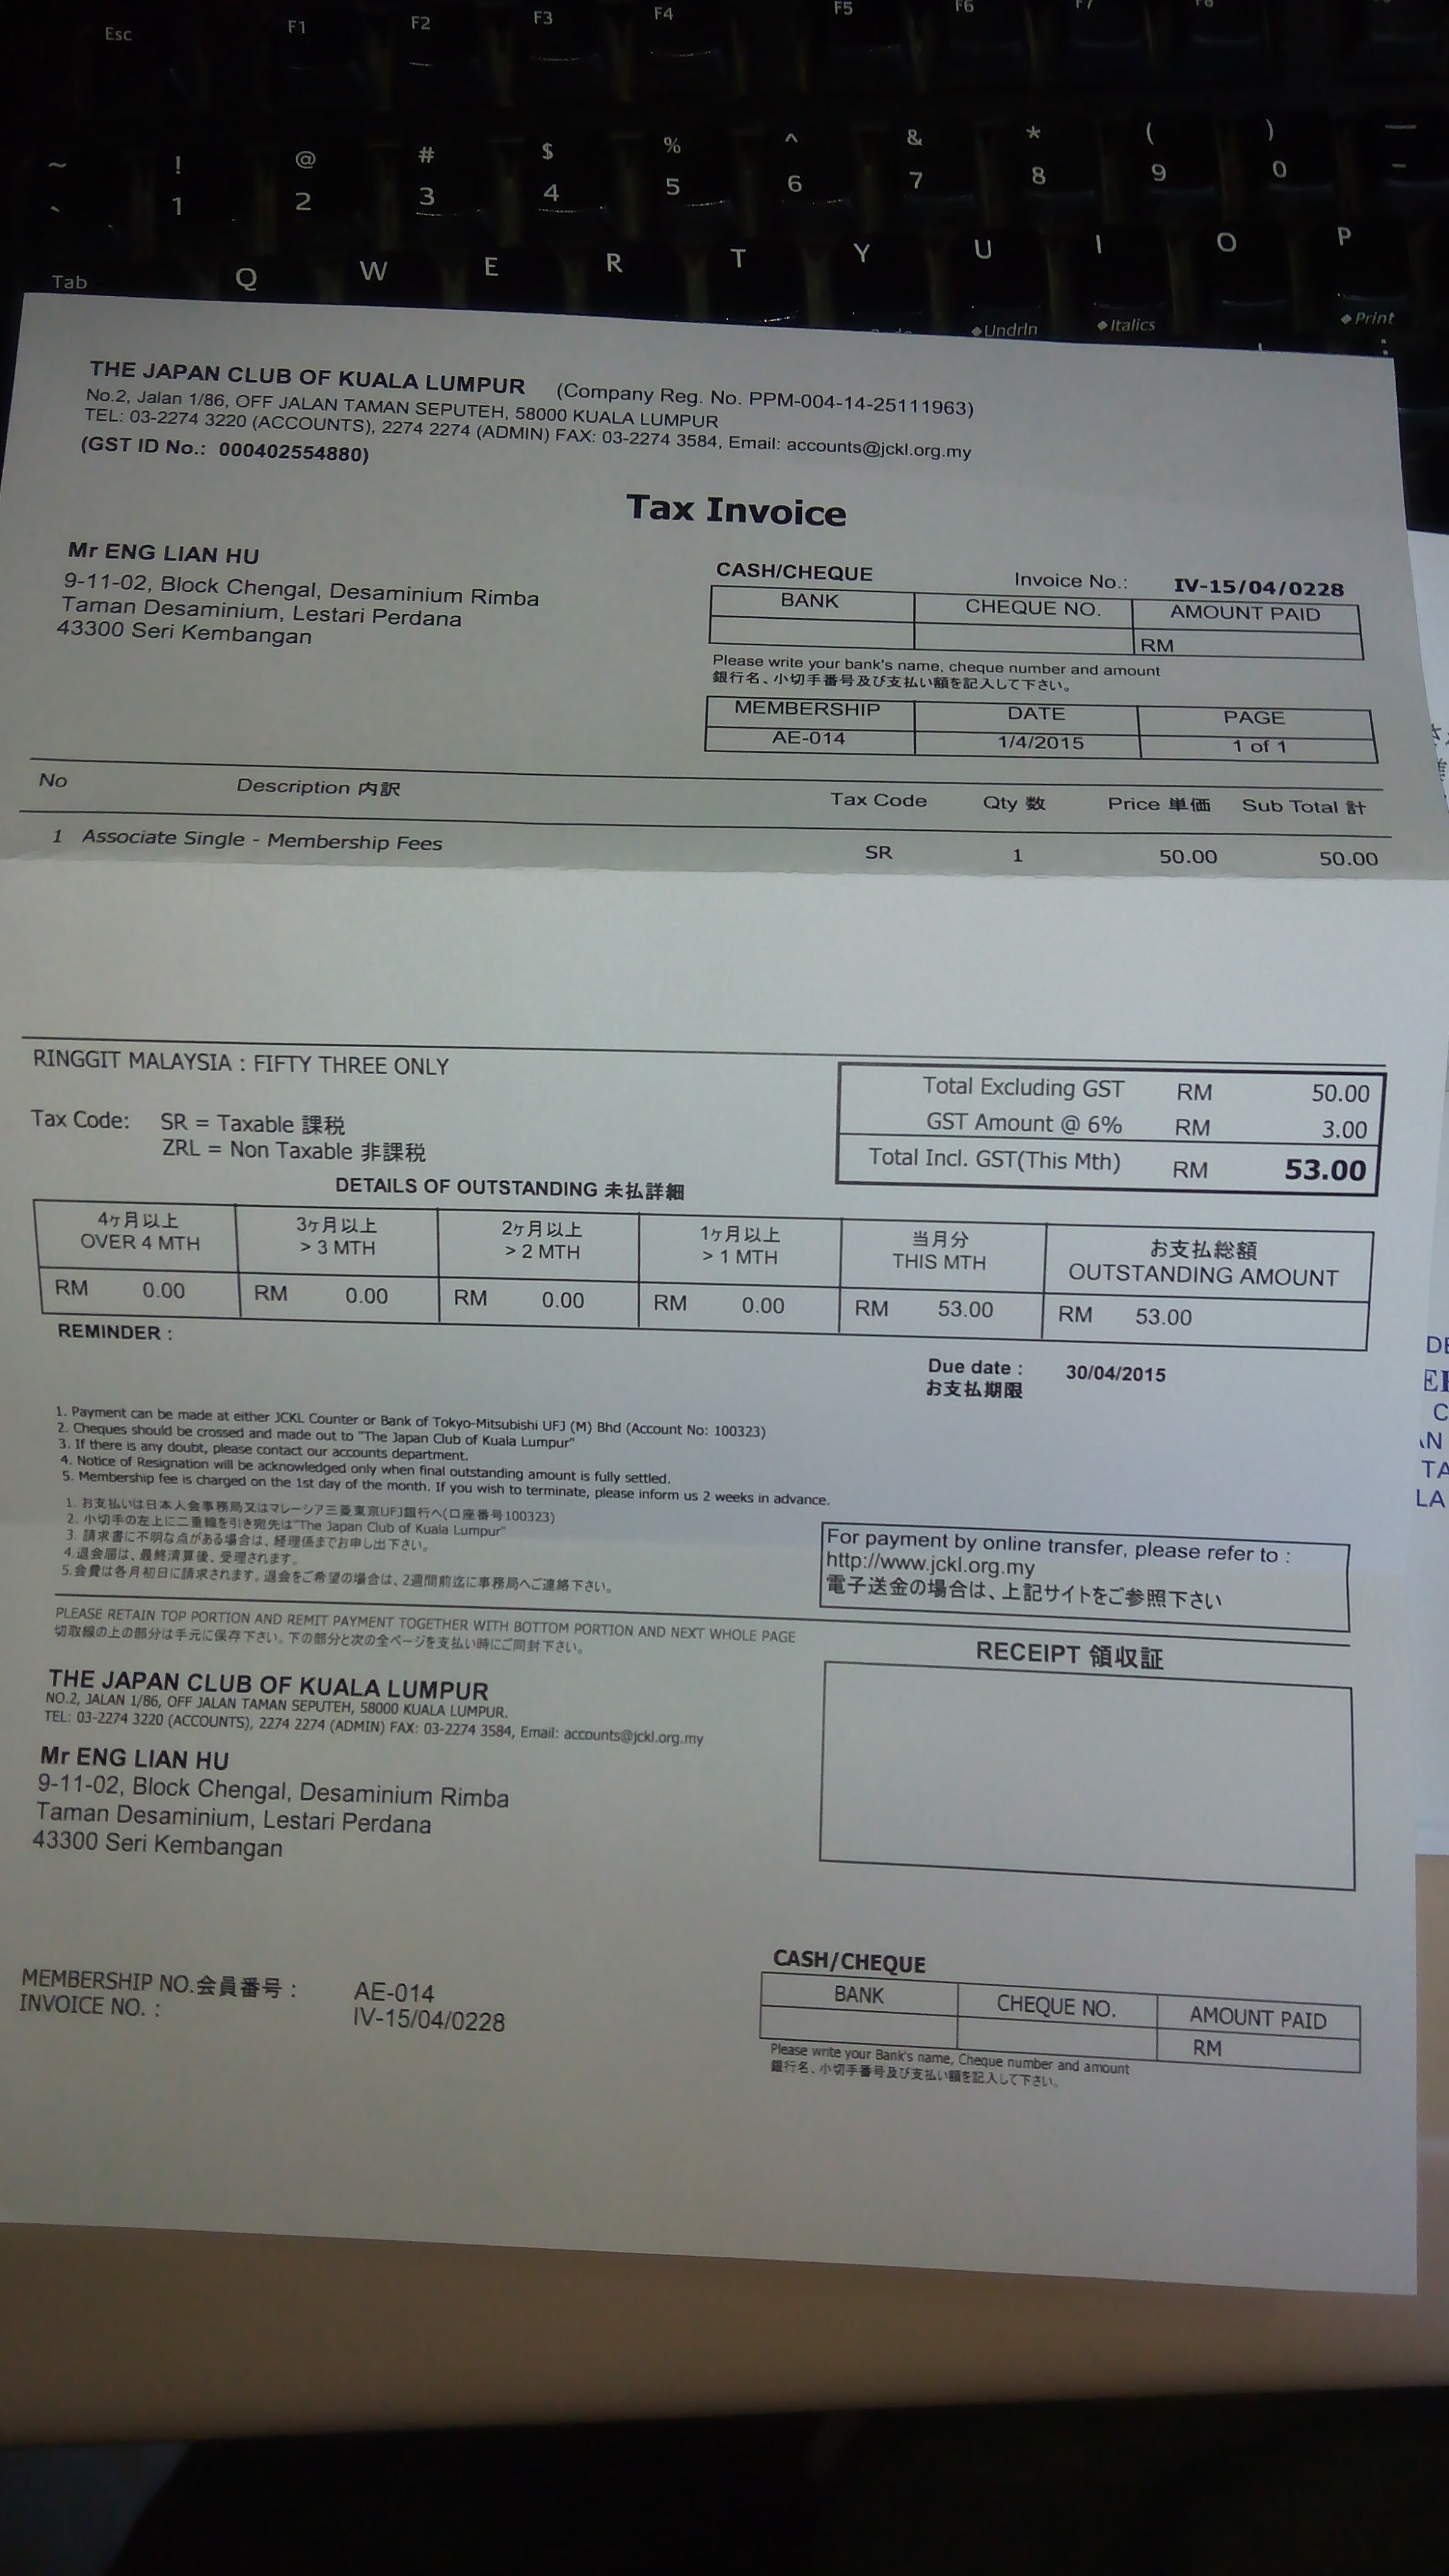 Esc F1 F2 F3 F4 F5 F6 F7 F8
~ ! @ # $ % ^ & * ( ) —
` 1 2 3 4 5 6 7 8 9 0 -
Tab Q W E R T Y U I O P
◆Undrln ◆Italics ◆Print
THE JAPAN CLUB OF KUALA LUMPUR (Company Reg. No. PPM-004-14-25111963)
No.2, Jalan 1/86, OFF JALAN TAMAN SEPUTEH, 58000 KUALA LUMPUR
TEL: 03-2274 3220 (ACCOUNTS), 2274 2274 (ADMIN) FAX: 03-2274 3584, Email: accounts@jckl.org.my
(GST ID No.: 000402554880)
Tax Invoice
Mr ENG LIAN HU
9-11-02, Block Chengal, Desaminium Rimba
Taman Desaminium, Lestari Perdana
43300 Seri Kembangan
CASH/CHEQUE Invoice No.: IV-15/04/0228
BANK CHEQUE NO. AMOUNT PAID
RM
Please write your bank's name, cheque number and amount
銀行名、小切手番号及び支払い額を記入して下さい。
MEMBERSHIP DATE PAGE
AE-014 1/4/2015 1 of 1
No Description 内訳 Tax Code Qty 数 Price 単価 Sub Total 計
1 Associate Single - Membership Fees SR 1 50.00 50.00
RINGGIT MALAYSIA : FIFTY THREE ONLY
Total Excluding GST RM 50.00
GST Amount @ 6% RM 3.00
Total Incl. GST(This Mth) RM 53.00
Tax Code: SR = Taxable 課税
ZRL = Non Taxable 非課税
DETAILS OF OUTSTANDING 未払詳細
4ヶ月以上 3ヶ月以上 2ヶ月以上 1ヶ月以上 当月分 お支払総額
OVER 4 MTH > 3 MTH > 2 MTH > 1 MTH THIS MTH OUTSTANDING AMOUNT
RM 0.00 RM 0.00 RM 0.00 RM 0.00 RM 53.00 RM 53.00
REMINDER :
Due date : 30/04/2015
お支払期限
1. Payment can be made at either JCKL Counter or Bank of Tokyo-Mitsubishi UFJ (M) Bhd (Account No: 100323)
2. Cheques should be crossed and made out to "The Japan Club of Kuala Lumpur"
3. If there is any doubt, please contact our accounts department.
4. Notice of Resignation will be acknowledged only when final outstanding amount is fully settled.
5. Membership fee is charged on the 1st day of the month. If you wish to terminate, please inform us 2 weeks in advance.
1. お支払いは日本人会事務局又はマレーシア三菱東京UFJ銀行へ(口座番号100323)
2. 小切手の左上に二重線を引き宛先は"The Japan Club of Kuala Lumpur"
3. 請求書に不明な点がある場合は、経理係までお申し出下さい。
4.退会届は、最終清算後、受理されます。
5.会費は各月初日に請求されます。退会をご希望の場合は、2週間前迄に事務局へご連絡下さい。
For payment by online transfer, please refer to :
http://www.jckl.org.my
電子送金の場合は、上記サイトをご参照下さい
PLEASE RETAIN TOP PORTION AND REMIT PAYMENT TOGETHER WITH BOTTOM PORTION AND NEXT WHOLE PAGE
切取線の上の部分は手元に保存下さい。下の部分と次の全ページを支払い時にご同封下さい。
THE JAPAN CLUB OF KUALA LUMPUR
NO.2, JALAN 1/86, OFF JALAN TAMAN SEPUTEH, 58000 KUALA LUMPUR.
TEL: 03-2274 3220 (ACCOUNTS), 2274 2274 (ADMIN) FAX: 03-2274 3584, Email: accounts@jckl.org.my
RECEIPT 領収証
Mr ENG LIAN HU
9-11-02, Block Chengal, Desaminium Rimba
Taman Desaminium, Lestari Perdana
43300 Seri Kembangan
MEMBERSHIP NO.会員番号 : AE-014
INVOICE NO. : IV-15/04/0228
CASH/CHEQUE
BANK CHEQUE NO. AMOUNT PAID
RM
Please write your Bank's name, Cheque number and amount
銀行名、小切手番号及び支払い額を記入して下さい。